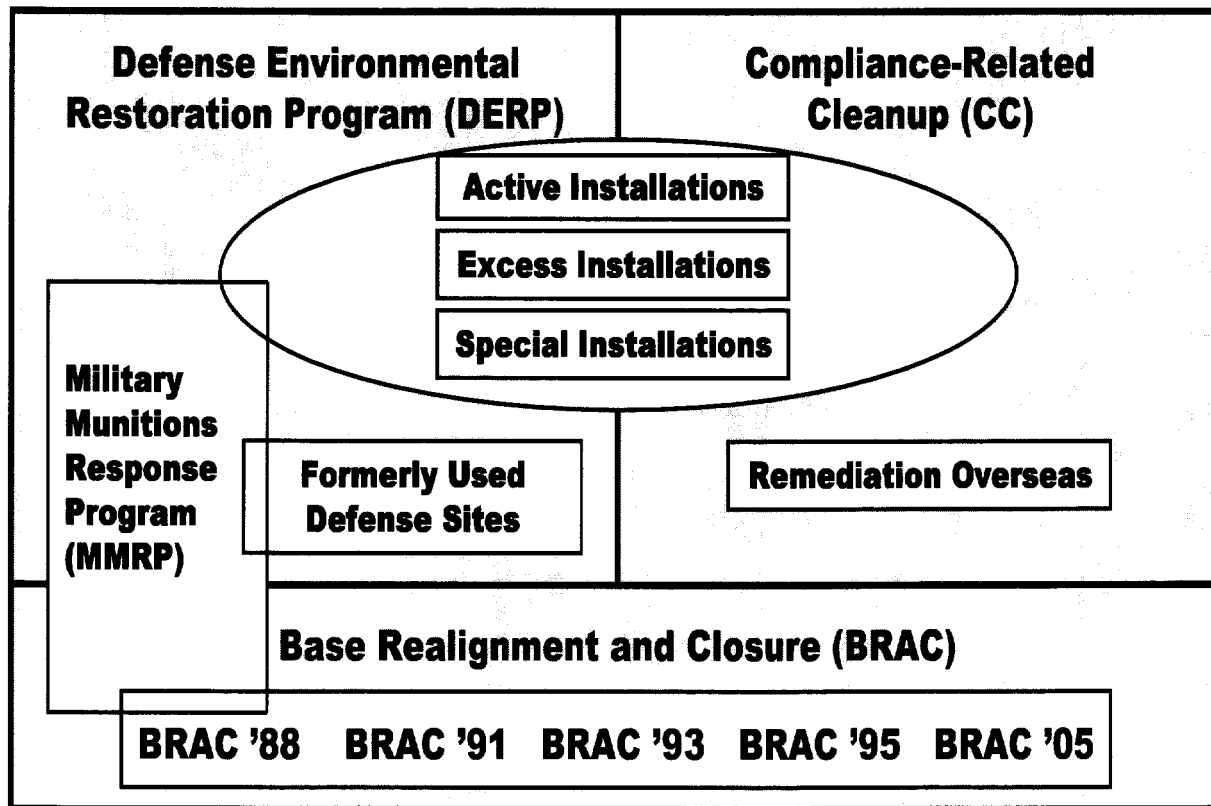 Defense Environmental
Restoration Program (DERP)
Compliance-Related
Cleanup (CC)
Active Installations
Excess Installations
Special Installations
Military
Munitions
Response
Program
(MMRP)
Formerly Used
Defense Sites
Remediation Overseas
Base Realignment and Closure (BRAC)
BRAC '88 BRAC '91 BRAC '93 BRAC '95 BRAC '05